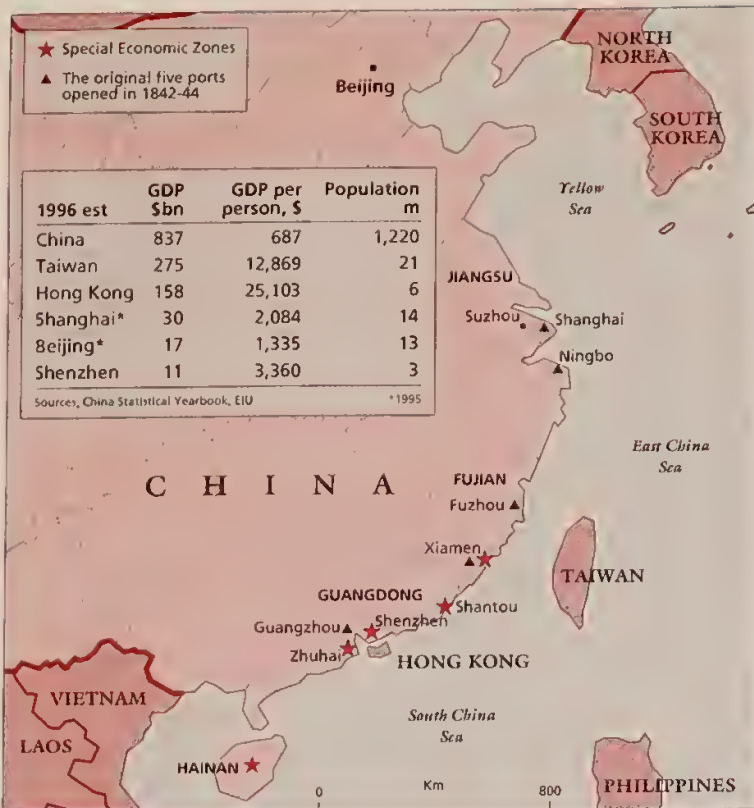 ★ Special Economic Zones
▲ The original five ports
opened in 1842-44
Beijing
NORTH
KOREA
SOUTH
KOREA
Yellow
Sea
1996 est GDP $bn GDP per person, $ Population m
China 837 687 1,220
Taiwan 275 12,869 21
Hong Kong 158 25,103 6
Shanghai* 30 2,084 14
Beijing* 17 1,335 13
Shenzhen 11 3,360 3
Sources, China Statistical Yearbook, EIU *1995
JIANGSU
Suzhou
Shanghai
Ningbo
East China
Sea
CHINA
FUJIAN
Fuzhou
Xiamen
TAIWAN
GUANGDONG
Shantou
Guangzhou
Shenzhen
Zhuhai
HONG KONG
VIETNAM
South China
Sea
LAOS
HAINAN
0 Km 800
PHILIPPINES